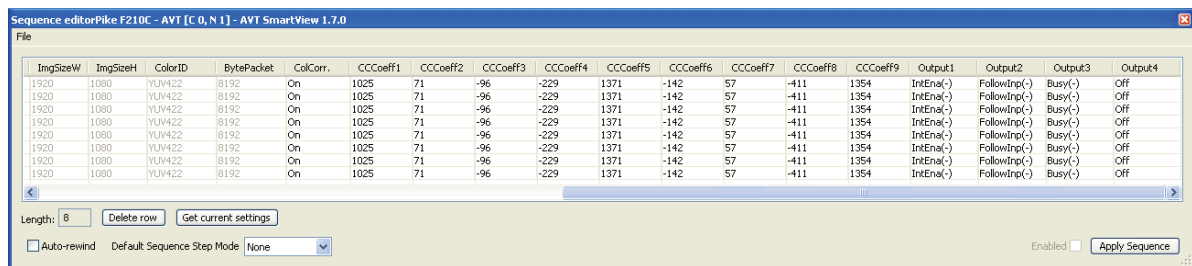 Sequence editorPike F210C - AVT [C 0, N 1] - AVT SmartView 1.7.0
File
ImgSizeW ImgSizeH ColorID BytePacket ColCorr. CCCoeff1 CCCoeff2 CCCoeff3 CCCoeff4 CCCoeff5 CCCoeff6 CCCoeff7 CCCoeff8 CCCoeff9 Output1 Output2 Output3 Output4
1920 1080 YUV422 8192 On 1025 71 -96 -229 1371 -142 57 -411 1354 IntEna(-) FollowInp(-) Busy(-) Off
1920 1080 YUV422 8192 On 1025 71 -96 -229 1371 -142 57 -411 1354 IntEna(-) FollowInp(-) Busy(-) Off
1920 1080 YUV422 8192 On 1025 71 -96 -229 1371 -142 57 -411 1354 IntEna(-) FollowInp(-) Busy(-) Off
1920 1080 YUV422 8192 On 1025 71 -96 -229 1371 -142 57 -411 1354 IntEna(-) FollowInp(-) Busy(-) Off
1920 1080 YUV422 8192 On 1025 71 -96 -229 1371 -142 57 -411 1354 IntEna(-) FollowInp(-) Busy(-) Off
1920 1080 YUV422 8192 On 1025 71 -96 -229 1371 -142 57 -411 1354 IntEna(-) FollowInp(-) Busy(-) Off
1920 1080 YUV422 8192 On 1025 71 -96 -229 1371 -142 57 -411 1354 IntEna(-) FollowInp(-) Busy(-) Off
1920 1080 YUV422 8192 On 1025 71 -96 -229 1371 -142 57 -411 1354 IntEna(-) FollowInp(-) Busy(-) Off
Length: 8 Delete row Get current settings
Auto-rewind Default Sequence Step Mode None Enabled Apply Sequence